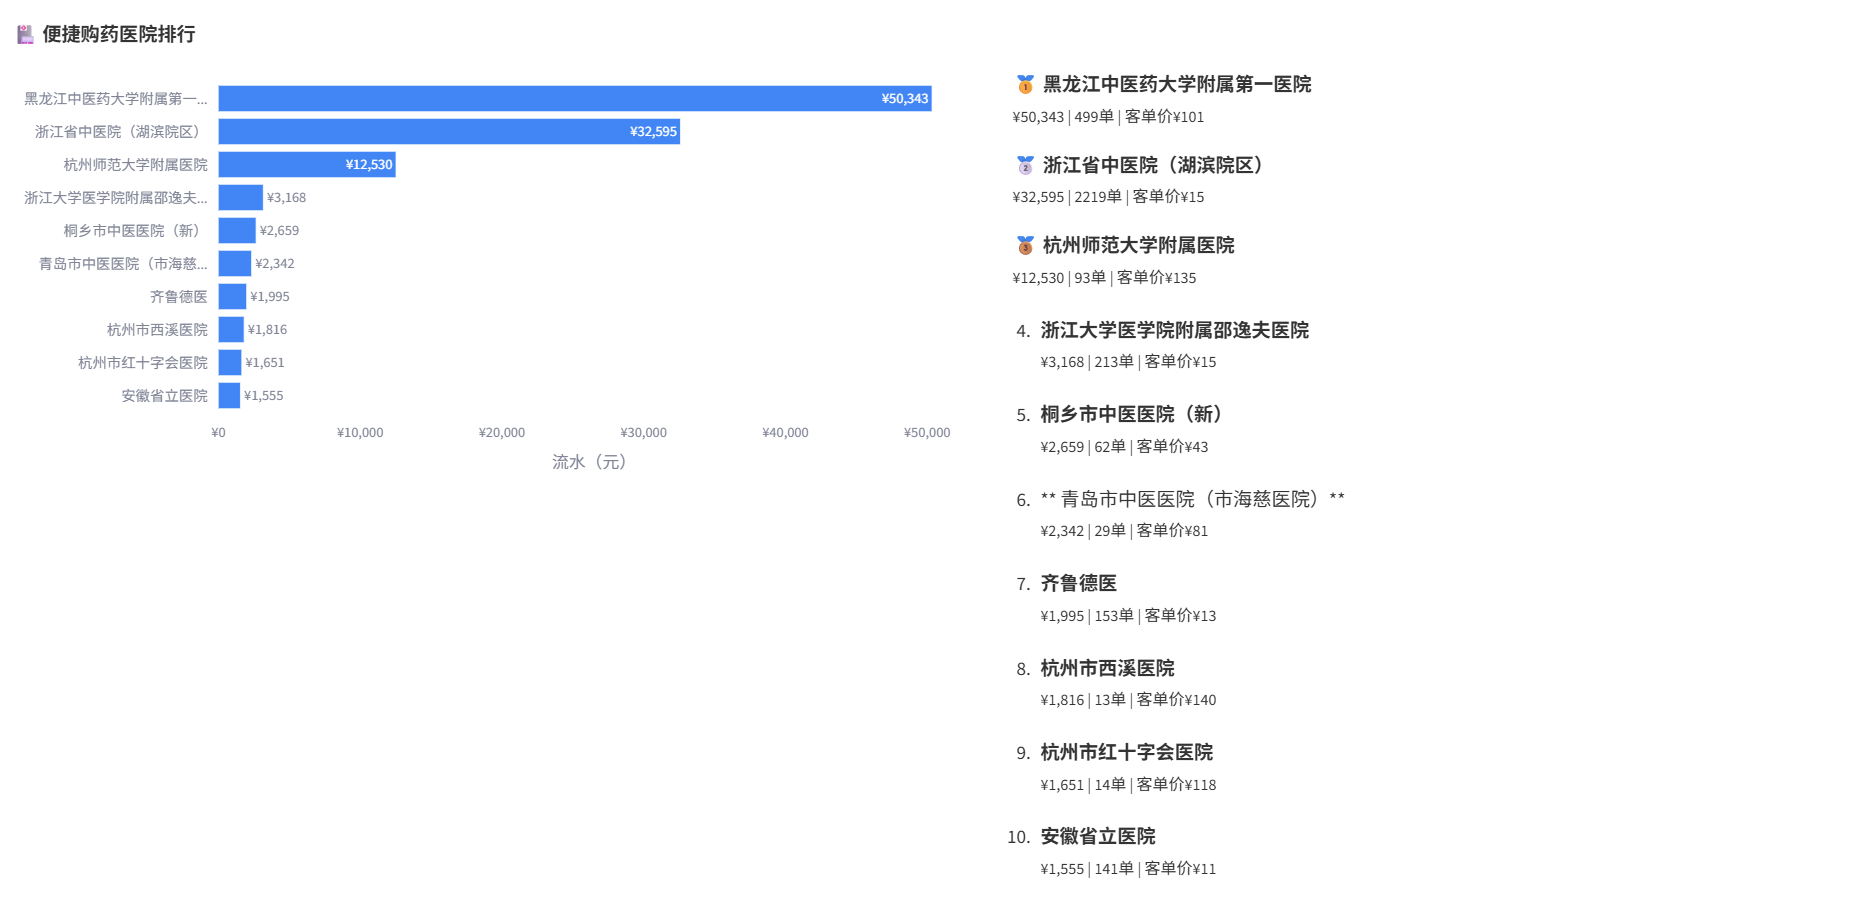 便捷购药医院排行
黑龙江中医药大学附属第一... ¥50,343
浙江省中医院（湖滨院区） ¥32,595
杭州师范大学附属医院 ¥12,530
浙江大学医学院附属邵逸夫... ¥3,168
桐乡市中医医院（新） ¥2,659
青岛市中医医院（市海慈... ¥2,342
齐鲁德医 ¥1,995
杭州市西溪医院 ¥1,816
杭州市红十字会医院 ¥1,651
安徽省立医院 ¥1,555
¥0 ¥10,000 ¥20,000 ¥30,000 ¥40,000 ¥50,000
流水（元）
1 黑龙江中医药大学附属第一医院
¥50,343 | 499单 | 客单价¥101
2 浙江省中医院（湖滨院区）
¥32,595 | 2219单 | 客单价¥15
3 杭州师范大学附属医院
¥12,530 | 93单 | 客单价¥135
4. 浙江大学医学院附属邵逸夫医院
¥3,168 | 213单 | 客单价¥15
5. 桐乡市中医医院（新）
¥2,659 | 62单 | 客单价¥43
6. ** 青岛市中医医院（市海慈医院）**
¥2,342 | 29单 | 客单价¥81
7. 齐鲁德医
¥1,995 | 153单 | 客单价¥13
8. 杭州市西溪医院
¥1,816 | 13单 | 客单价¥140
9. 杭州市红十字会医院
¥1,651 | 14单 | 客单价¥118
10. 安徽省立医院
¥1,555 | 141单 | 客单价¥11